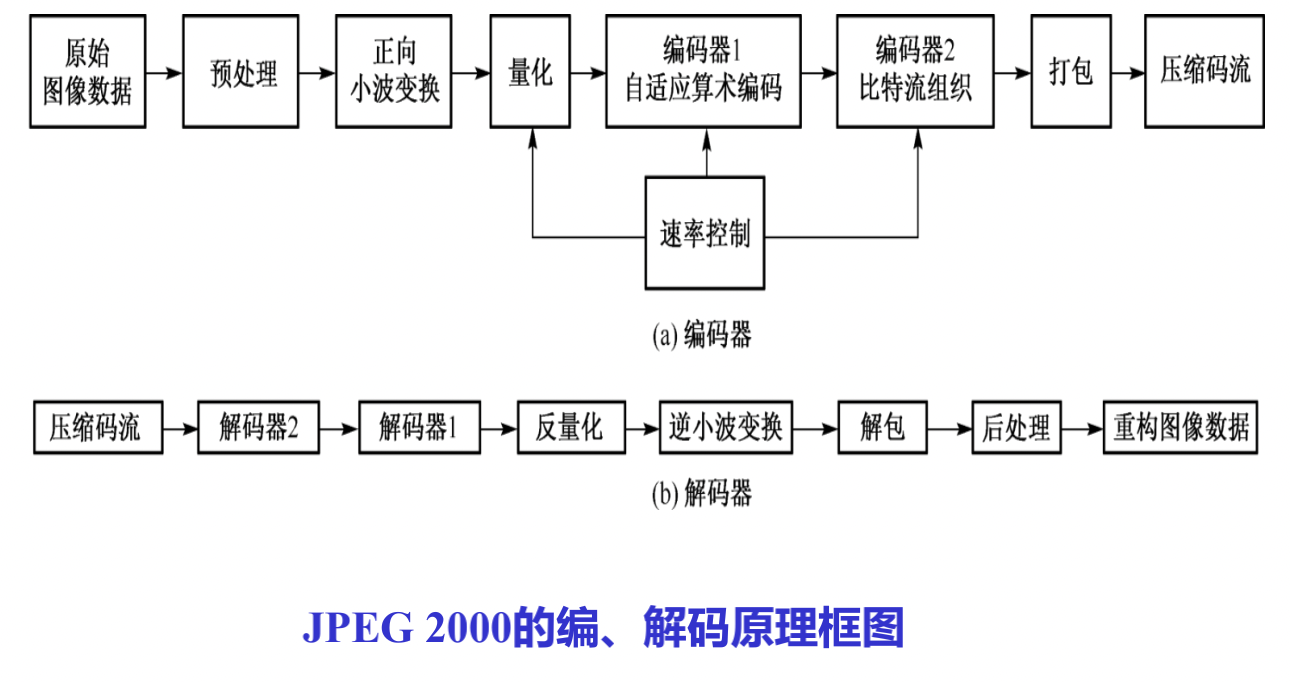 原始
图像数据
预处理
正向
小波变换
量化
编码器1
自适应算术编码
编码器2
比特流组织
打包
压缩码流
速率控制
(a) 编码器
压缩码流
解码器2
解码器1
反量化
逆小波变换
解包
后处理
重构图像数据
(b) 解码器
JPEG 2000的编、解码原理框图